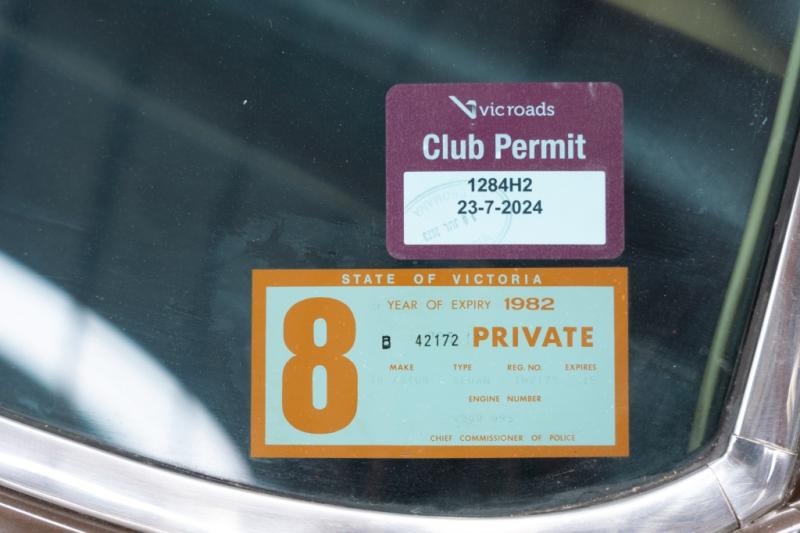 vicroads
Club Permit
1284H2
23-7-2024
STATE OF VICTORIA
8
YEAR OF EXPIRY 1982
B 42172 PRIVATE
MAKE TYPE REG. NO. EXPIRES
SEDAN
ENGINE NUMBER
CHIEF COMMISSIONER OF POLICE